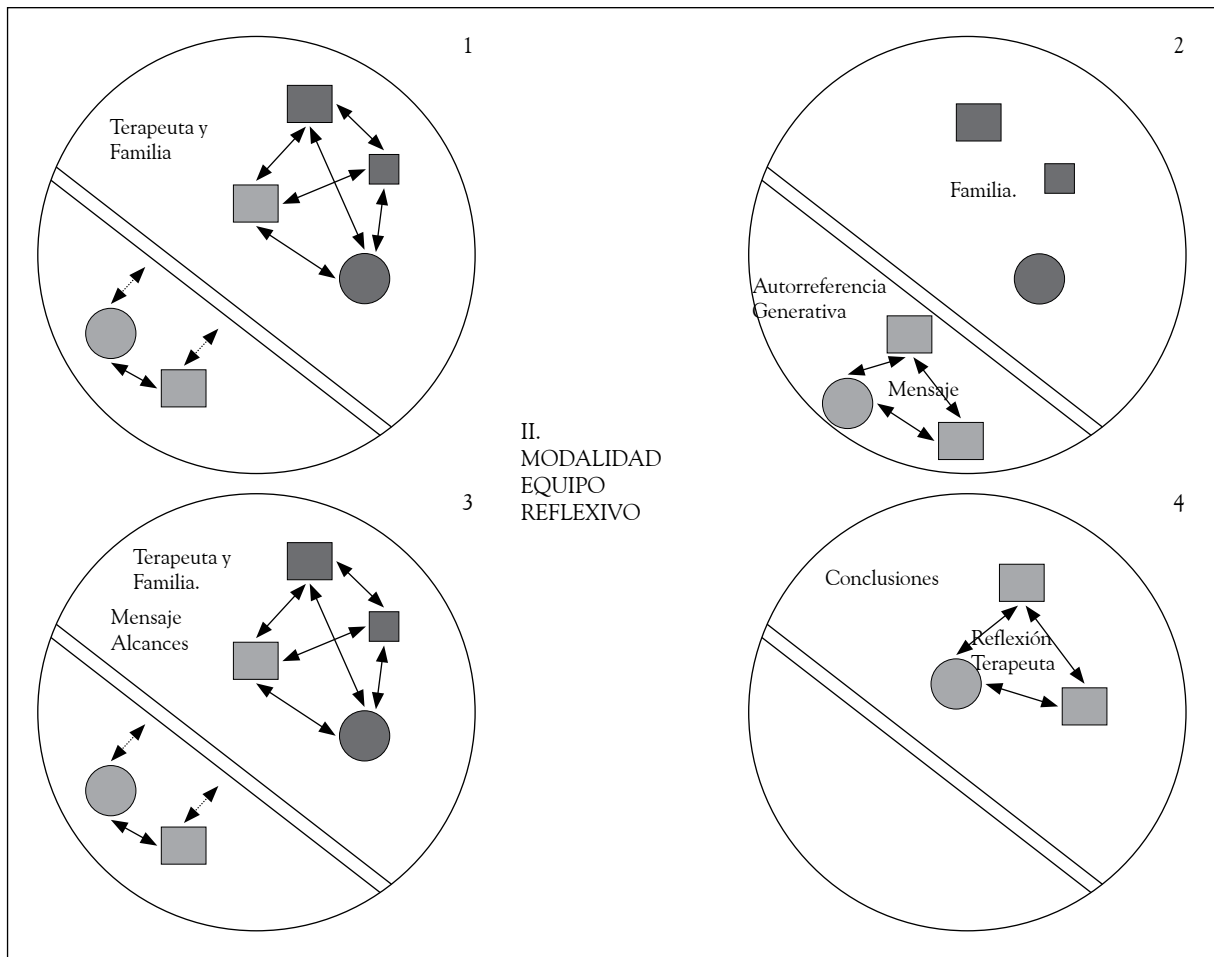 1
Terapeuta y
Familia
2
Familia.
Autorreferencia
Generativa
Mensaje
II.
MODALIDAD
EQUIPO
REFLEXIVO
3
Terapeuta y
Familia.
Mensaje
Alcances
4
Conclusiones
Reflexión
Terapeuta